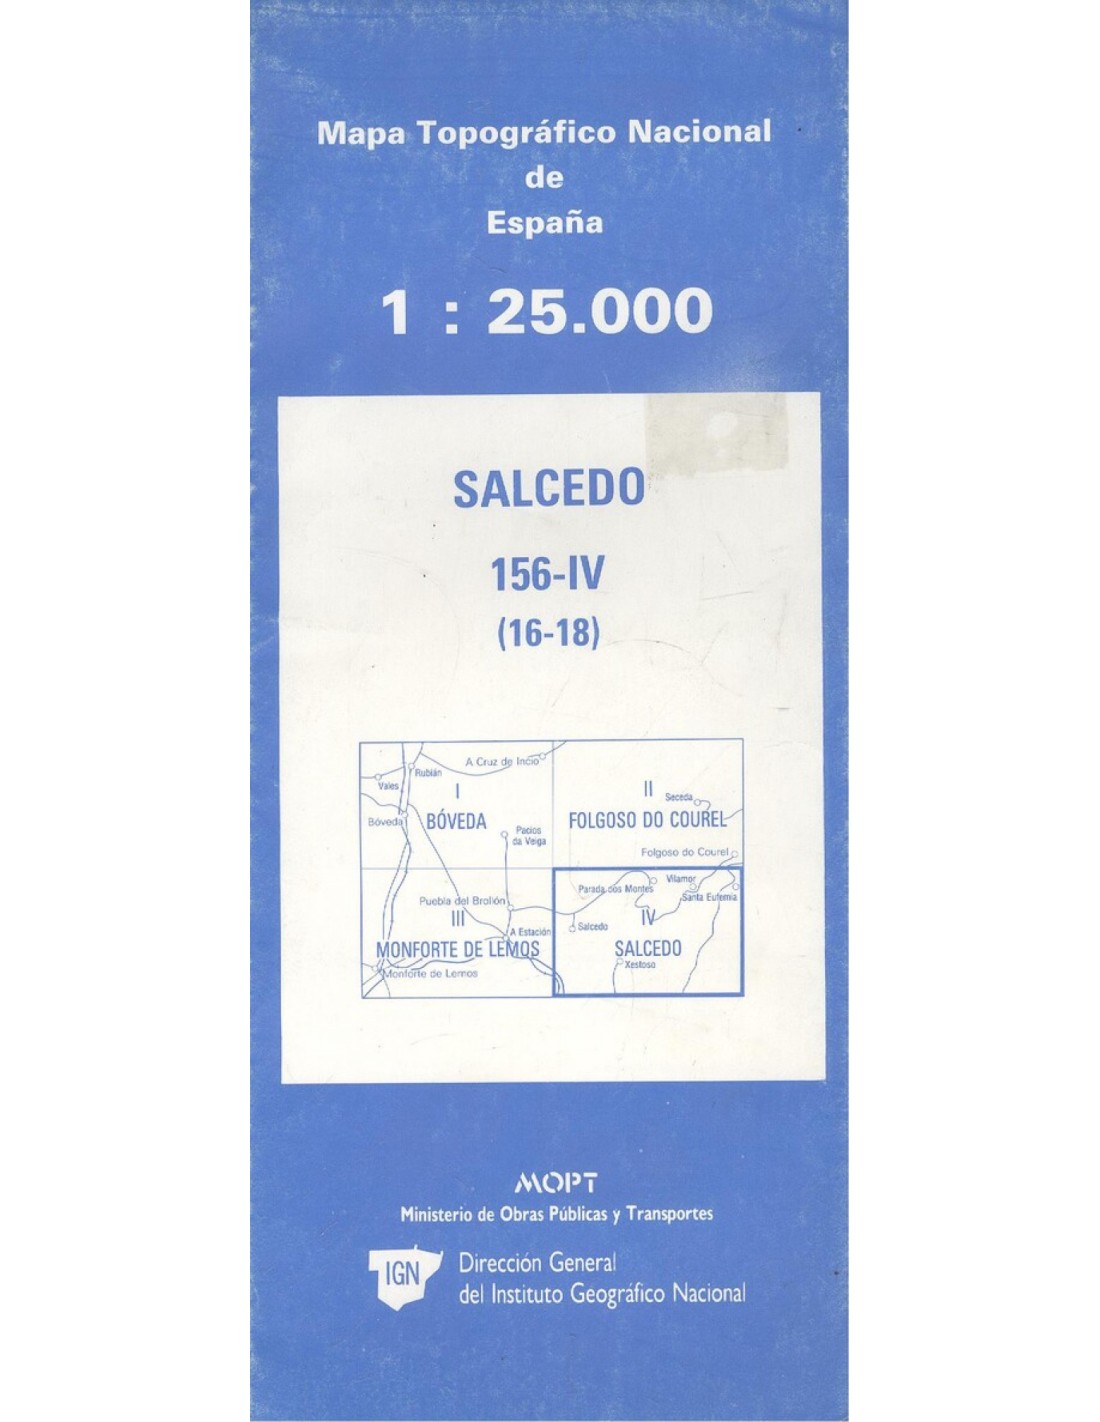 Mapa Topográfico Nacional
de
España
1 : 25.000
SALCEDO
156-IV
(16-18)
A Cruz de Incio
Rubián
Vales
I
II
Seceda
Bóveda
BÓVEDA
FOLGOSO DO COUREL
Pacios
da Veiga
Folgoso do Courel
Parada dos Montes
Vilamor
Santa Eufemia
Puebla del Brollón
III
IV
A Estación
Salcedo
MONFORTE DE LEMOS
SALCEDO
Xestoso
Monforte de Lemos
MOPT
Ministerio de Obras Públicas y Transportes
IGN
Dirección General
del Instituto Geográfico Nacional